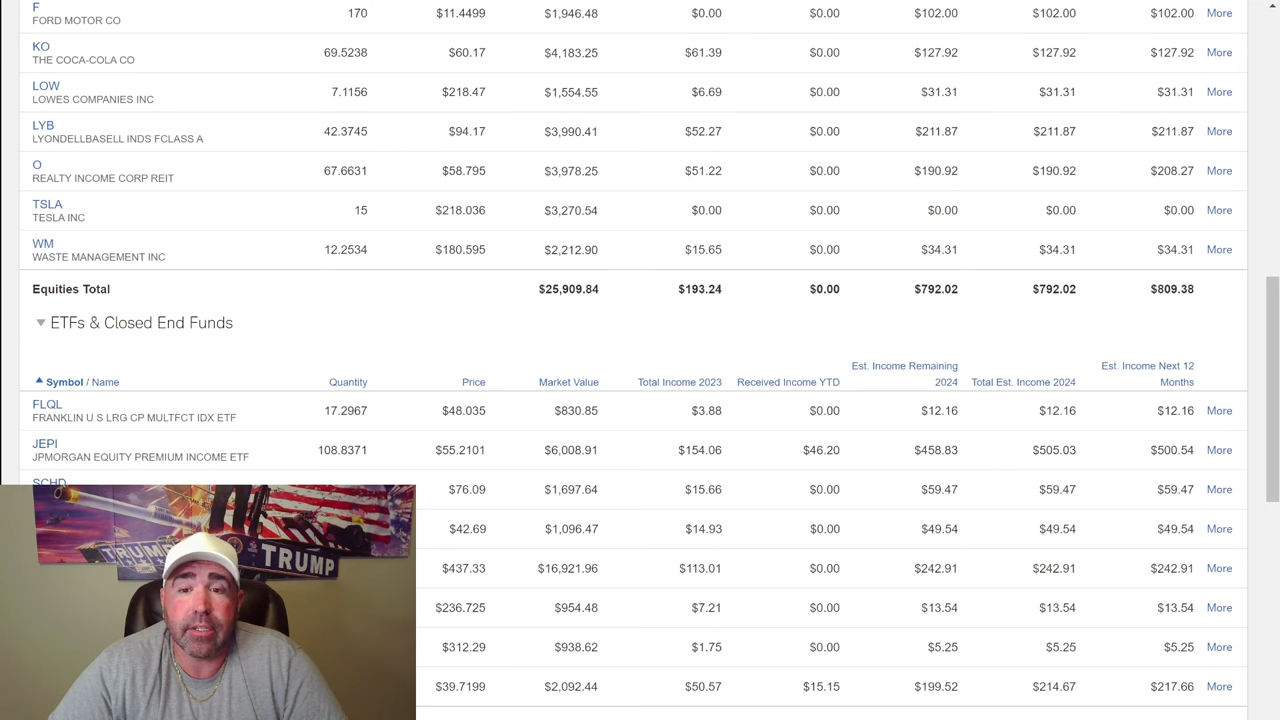 F 170 $11.4499 $1,946.48 $0.00 $0.00 $102.00 $102.00 $102.00 More
FORD MOTOR CO
KO 69.5238 $60.17 $4,183.25 $61.39 $0.00 $127.92 $127.92 $127.92 More
THE COCA-COLA CO
LOW 7.1156 $218.47 $1,554.55 $6.69 $0.00 $31.31 $31.31 $31.31 More
LOWES COMPANIES INC
LYB 42.3745 $94.17 $3,990.41 $52.27 $0.00 $211.87 $211.87 $211.87 More
LYONDELLBASELL INDS FCLASS A
O 67.6631 $58.795 $3,978.25 $51.22 $0.00 $190.92 $190.92 $208.27 More
REALTY INCOME CORP REIT
TSLA 15 $218.036 $3,270.54 $0.00 $0.00 $0.00 $0.00 $0.00 More
TESLA INC
WM 12.2534 $180.595 $2,212.90 $15.65 $0.00 $34.31 $34.31 $34.31 More
WASTE MANAGEMENT INC
Equities Total $25,909.84 $193.24 $0.00 $792.02 $792.02 $809.38
ETFs & Closed End Funds
Est. Income Remaining Est. Income Next 12
Symbol / Name Quantity Price Market Value Total Income 2023 Received Income YTD 2024 Total Est. Income 2024 Months
FLQL 17.2967 $48.035 $830.85 $3.88 $0.00 $12.16 $12.16 $12.16 More
FRANKLIN U S LRG CP MULTFCT IDX ETF
JEPI 108.8371 $55.2101 $6,008.91 $154.06 $46.20 $458.83 $505.03 $500.54 More
JPMORGAN EQUITY PREMIUM INCOME ETF
SCHD $76.09 $1,697.64 $15.66 $0.00 $59.47 $59.47 $59.47 More
$42.69 $1,096.47 $14.93 $0.00 $49.54 $49.54 $49.54 More
$437.33 $16,921.96 $113.01 $0.00 $242.91 $242.91 $242.91 More
$236.725 $954.48 $7.21 $0.00 $13.54 $13.54 $13.54 More
$312.29 $938.62 $1.75 $0.00 $5.25 $5.25 $5.25 More
$39.7199 $2,092.44 $50.57 $15.15 $199.52 $214.67 $217.66 More
TRUMP TRUMP